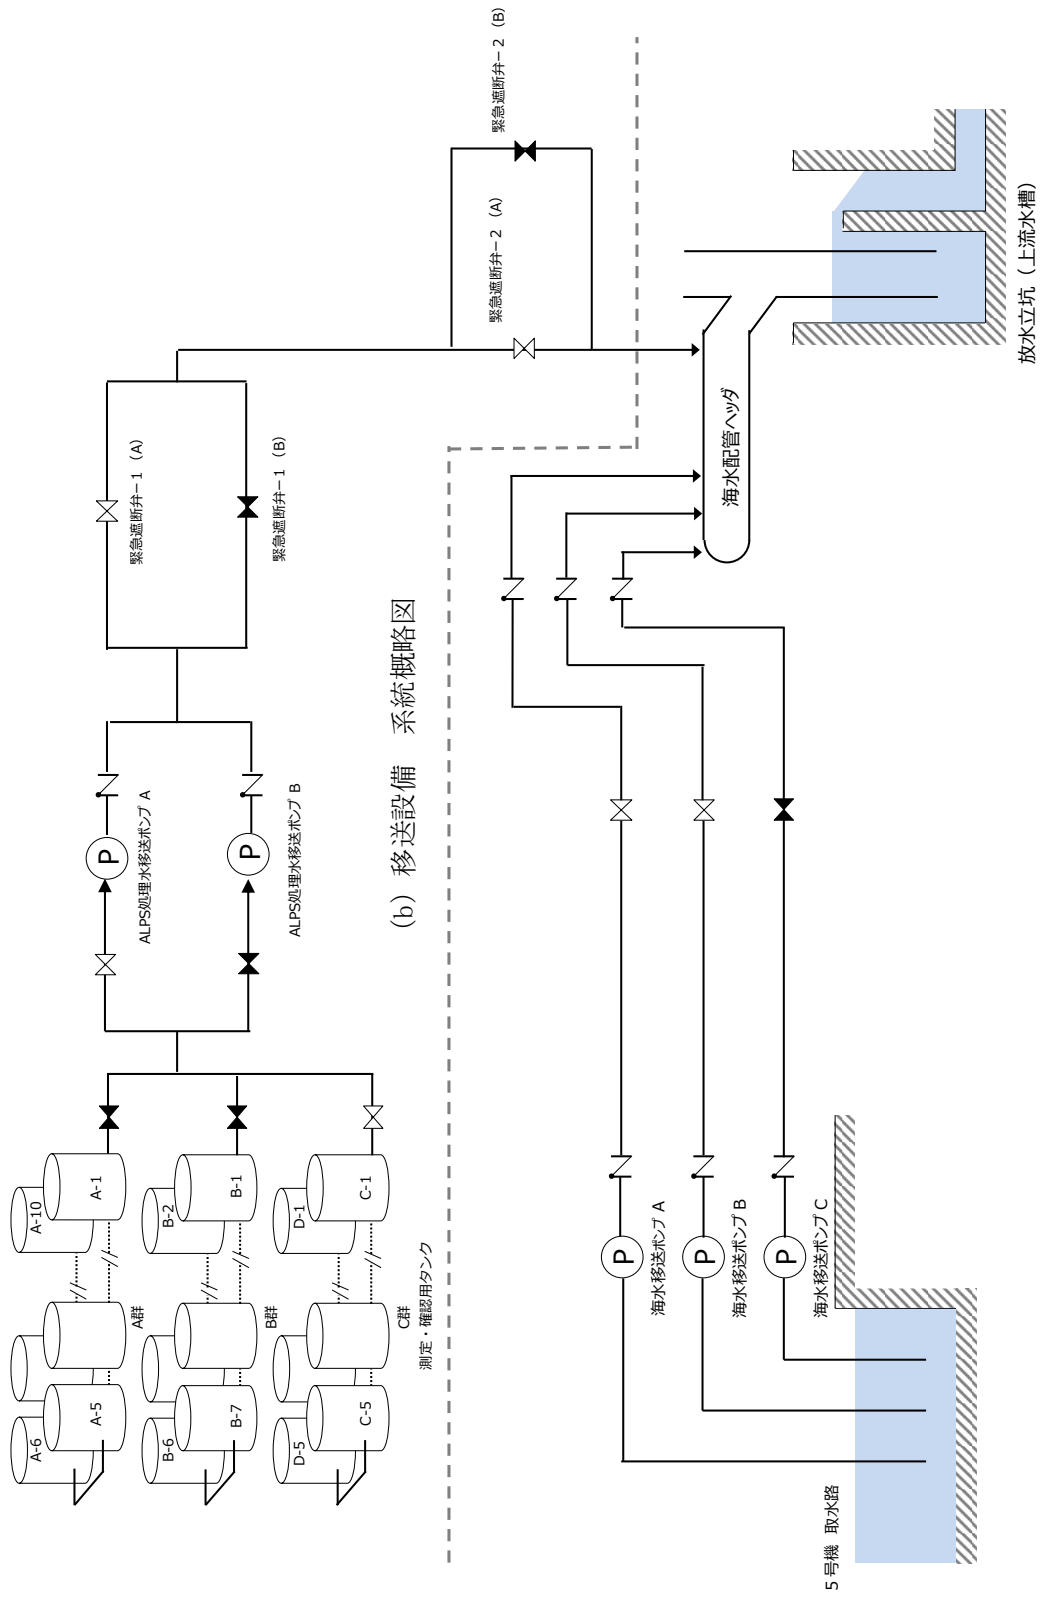 A-10
A-1
A-6
A-5
A群
B-2
B-1
B-6
B-7
B群
D-1
C-1
D-5
C-5
C群
測定・確認用タンク
P
ALPS処理水移送ポンプ A
P
ALPS処理水移送ポンプ B
緊急遮断弁－1（A）
緊急遮断弁－1（B）
緊急遮断弁－2（A）
緊急遮断弁－2（B）
(b) 移送設備　系統概略図
P
海水移送ポンプ A
P
海水移送ポンプ B
P
海水移送ポンプ C
海水配管ヘッダ
5号機 取水路
放水立坑（上流水槽）